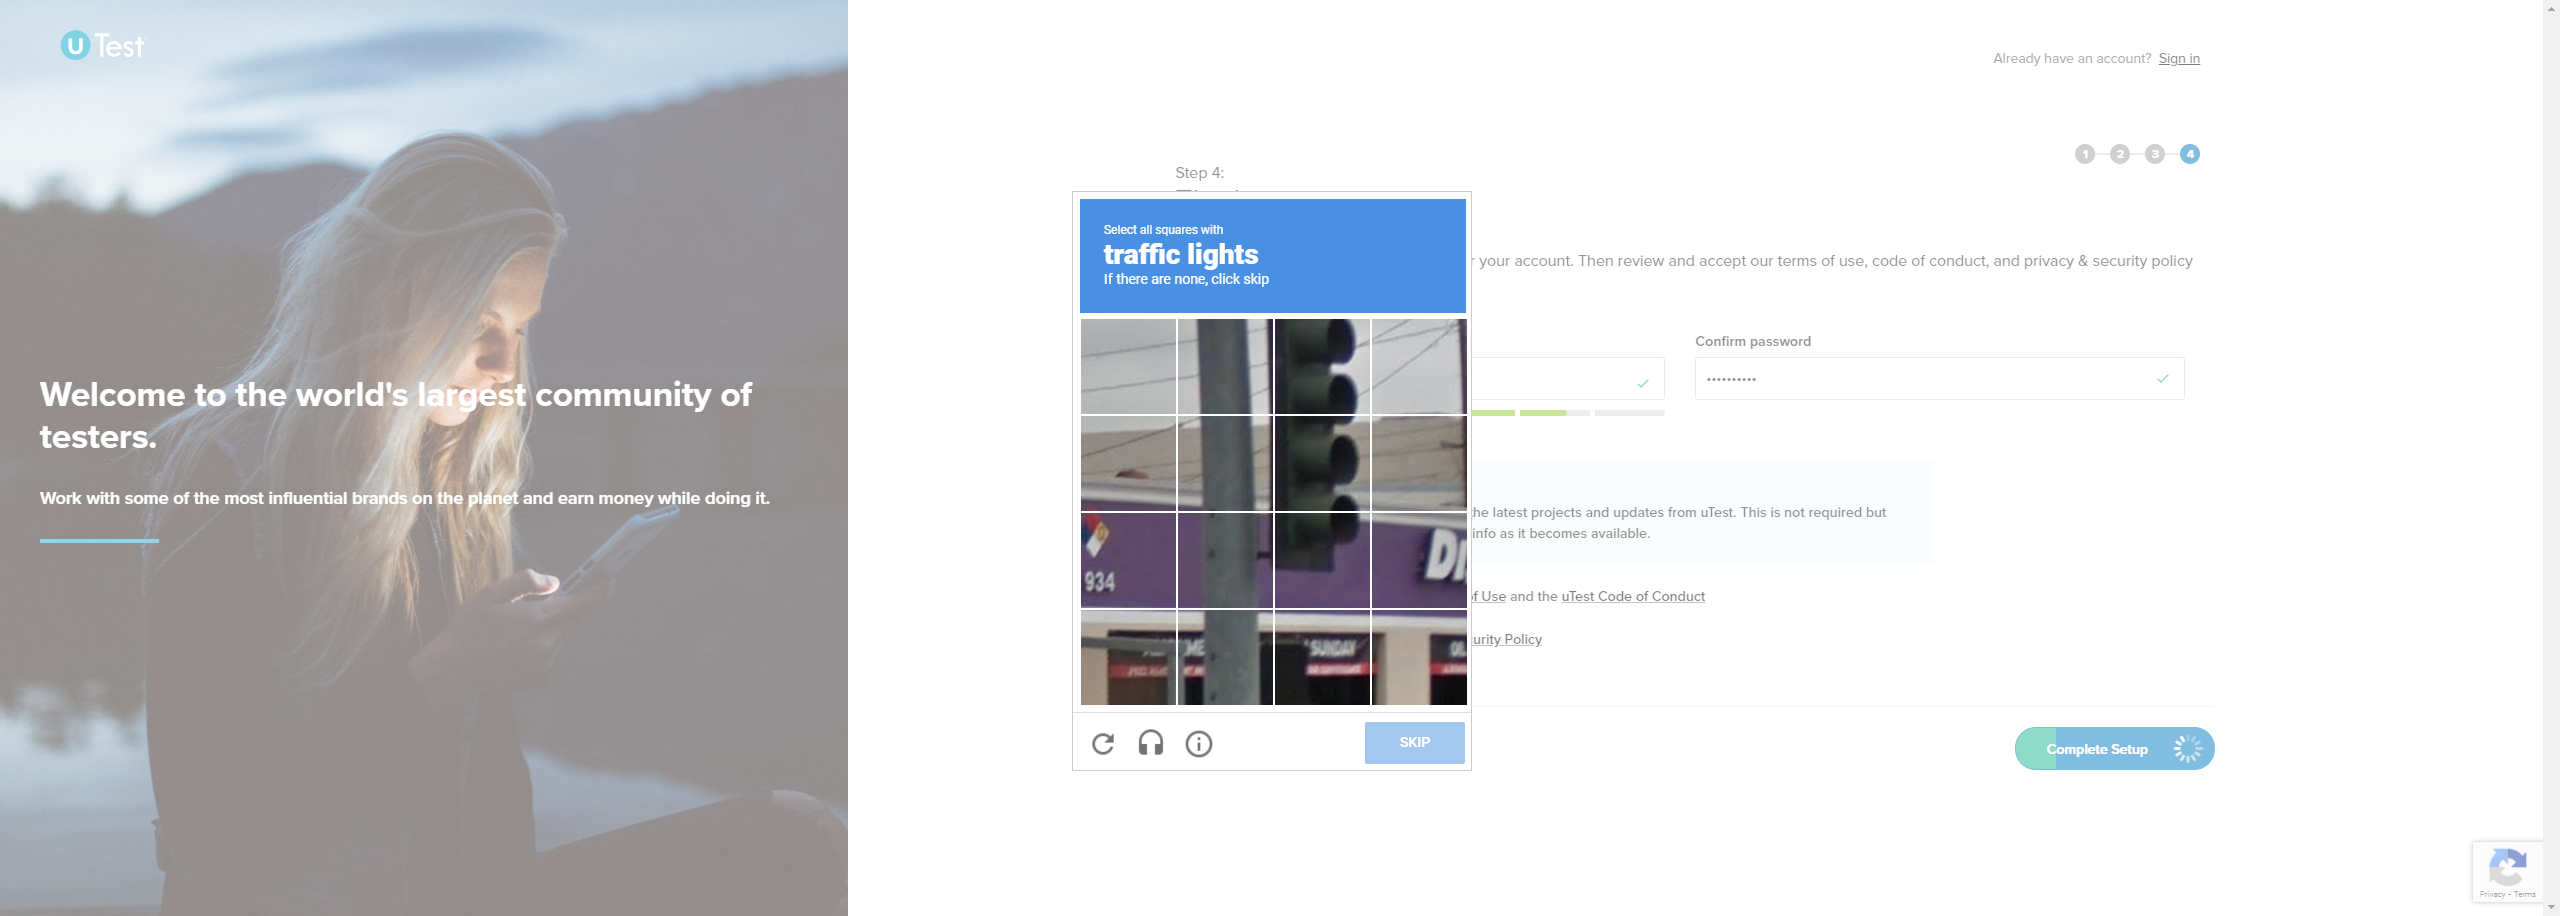 U Test
Welcome to the world's largest community of
testers.
Work with some of the most influential brands on the planet and earn money while doing it.
Already have an account? Sign in
1 2 3 4
Step 4:
Select all squares with
traffic lights
If there are none, click skip
your account. Then review and accept our terms of use, code of conduct, and privacy & security policy
Confirm password
••••••••••
the latest projects and updates from uTest. This is not required but
info as it becomes available.
of Use and the uTest Code of Conduct
Policy
934
SUNDAY
SKIP
Complete Setup
Privacy - Terms